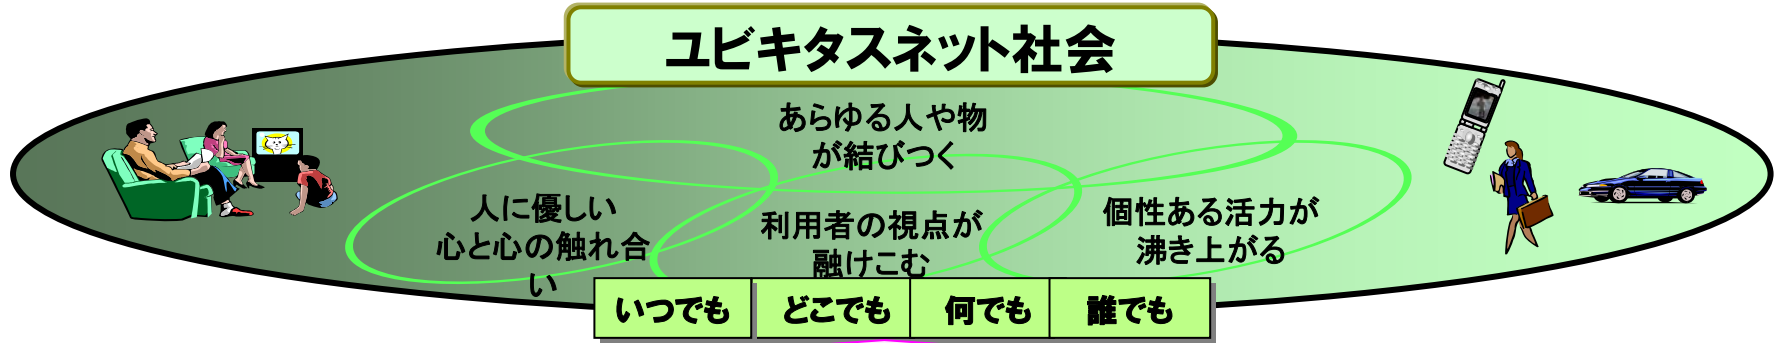 ユビキタスネット社会
あらゆる人や物
が結びつく
人に優しい
心と心の触れ合
い
利用者の視点が
融けこむ
個性ある活力が
沸き上がる
いつでも
どこでも
何でも
誰でも